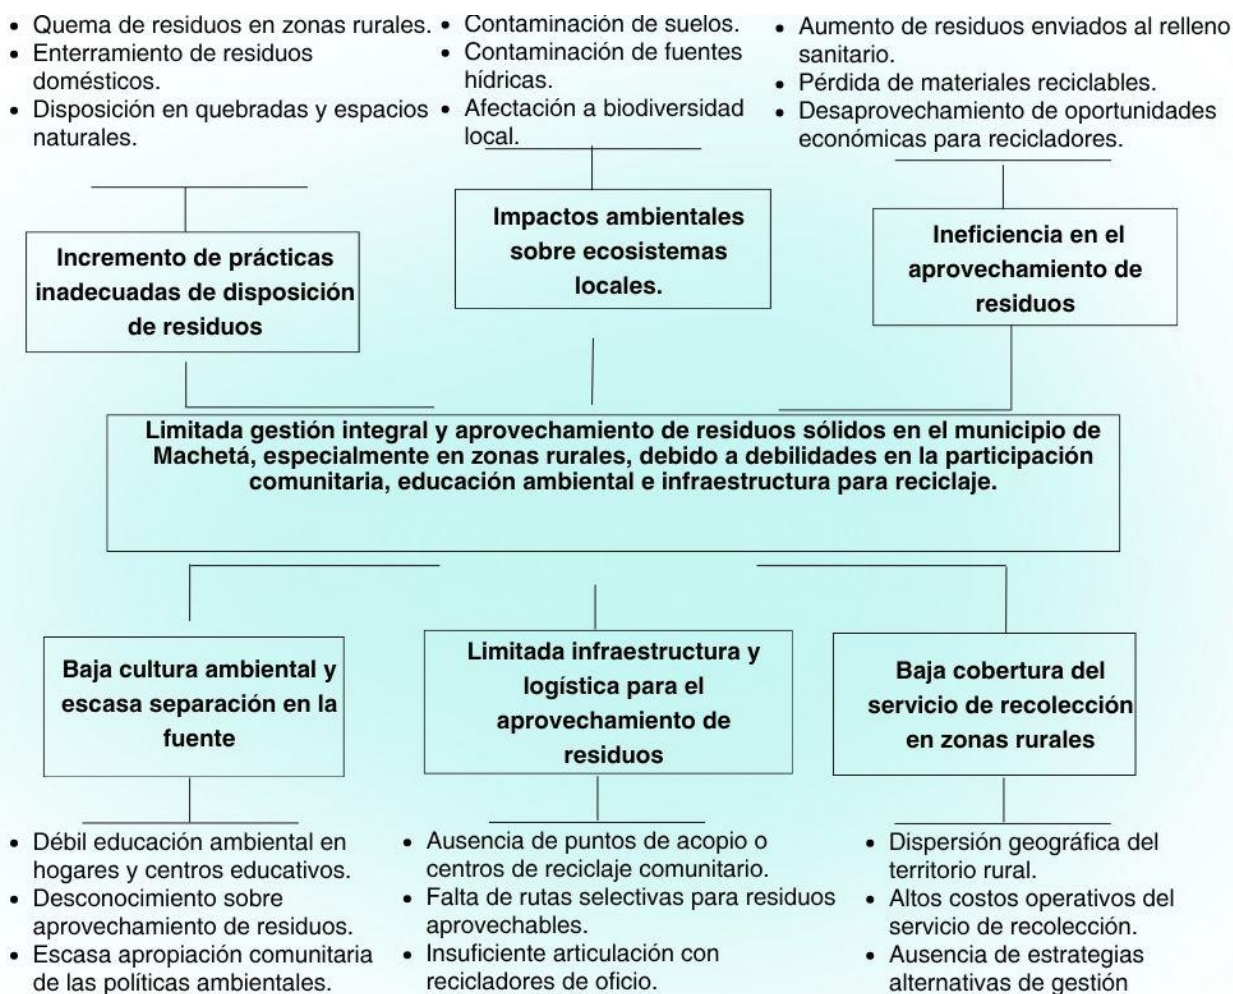 • Quema de residuos en zonas rurales.
• Enterramiento de residuos
domésticos.
• Disposición en quebradas y espacios
naturales.
• Contaminación de suelos.
• Contaminación de fuentes
hídricas.
• Afectación a biodiversidad
local.
• Aumento de residuos enviados al relleno
sanitario.
• Pérdida de materiales reciclables.
• Desaprovechamiento de oportunidades
económicas para recicladores.
Incremento de prácticas
inadecuadas de disposición
de residuos
Impactos ambientales
sobre ecosistemas
locales.
Ineficiencia en el
aprovechamiento de
residuos
Limitada gestión integral y aprovechamiento de residuos sólidos en el municipio de
Machetá, especialmente en zonas rurales, debido a debilidades en la participación
comunitaria, educación ambiental e infraestructura para reciclaje.
Baja cultura ambiental y
escasa separación en la
fuente
Limitada infraestructura y
logística para el
aprovechamiento de
residuos
Baja cobertura del
servicio de recolección
en zonas rurales
• Débil educación ambiental en
hogares y centros educativos.
• Desconocimiento sobre
aprovechamiento de residuos.
• Escasa apropiación comunitaria
de las políticas ambientales.
• Ausencia de puntos de acopio o
centros de reciclaje comunitario.
• Falta de rutas selectivas para residuos
aprovechables.
• Insuficiente articulación con
recicladores de oficio.
• Dispersión geográfica del
territorio rural.
• Altos costos operativos del
servicio de recolección.
• Ausencia de estrategias
alternativas de gestión